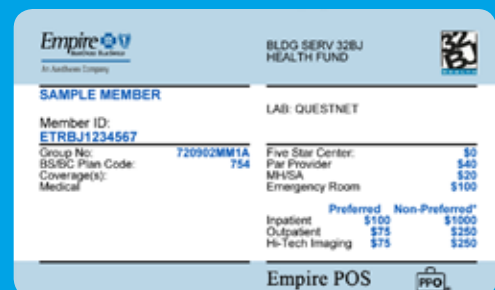 Empire
An Anthem Company
BLDG SERV 32BJ
HEALTH FUND
32BJ
HEALTH
SAMPLE MEMBER
Member ID:
ETRBJ1234567
LAB: QUESTNET
Group No: 720902MM1A
BS/BC Plan Code: 754
Coverage(s):
Medical
Five Star Center: $0
Par Provider $40
MH/SA $20
Emergency Room $100
Preferred Non-Preferred*
Inpatient $100 $1000
Outpatient $75 $250
Hi-Tech Imaging $75 $250
Empire POS
PPO